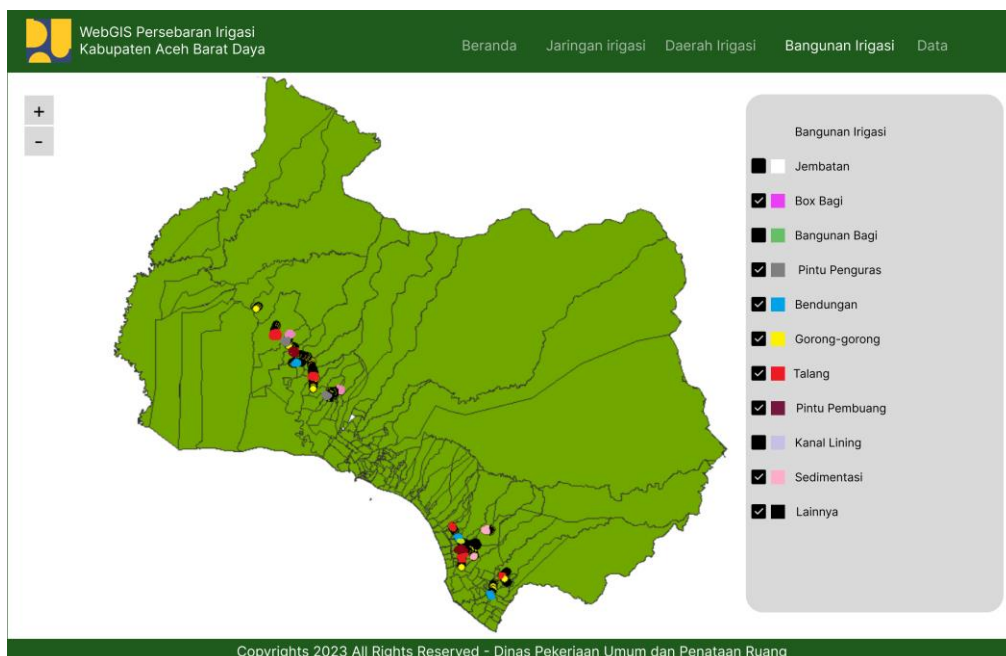 WebGIS Persebaran Irigasi
Kabupaten Aceh Barat Daya
Beranda Jaringan irigasi Daerah Irigasi Bangunan Irigasi Data
+
-
Bangunan Irigasi
Jembatan
Box Bagi
Bangunan Bagi
Pintu Penguras
Bendungan
Gorong-gorong
Talang
Pintu Pembuang
Kanal Lining
Sedimentasi
Lainnya
Copyrights 2023 All Rights Reserved - Dinas Pekerjaan Umum dan Penataan Ruang